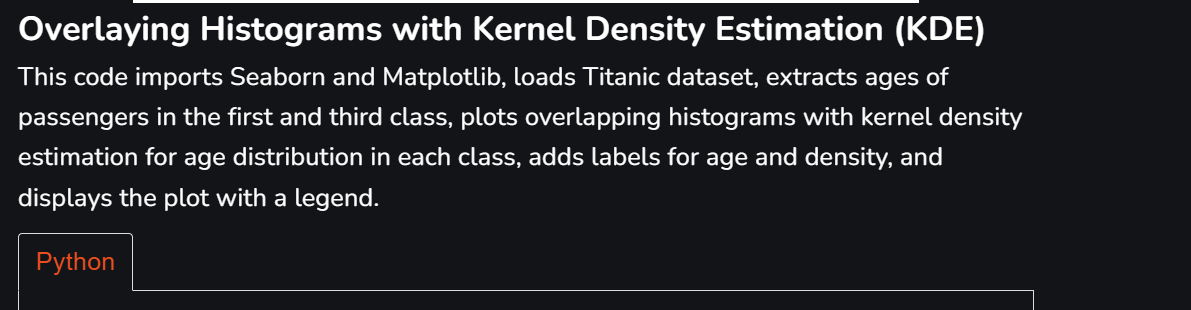 Overlaying Histograms with Kernel Density Estimation (KDE)
This code imports Seaborn and Matplotlib, loads Titanic dataset, extracts ages of
passengers in the first and third class, plots overlapping histograms with kernel density
estimation for age distribution in each class, adds labels for age and density, and
displays the plot with a legend.
Python